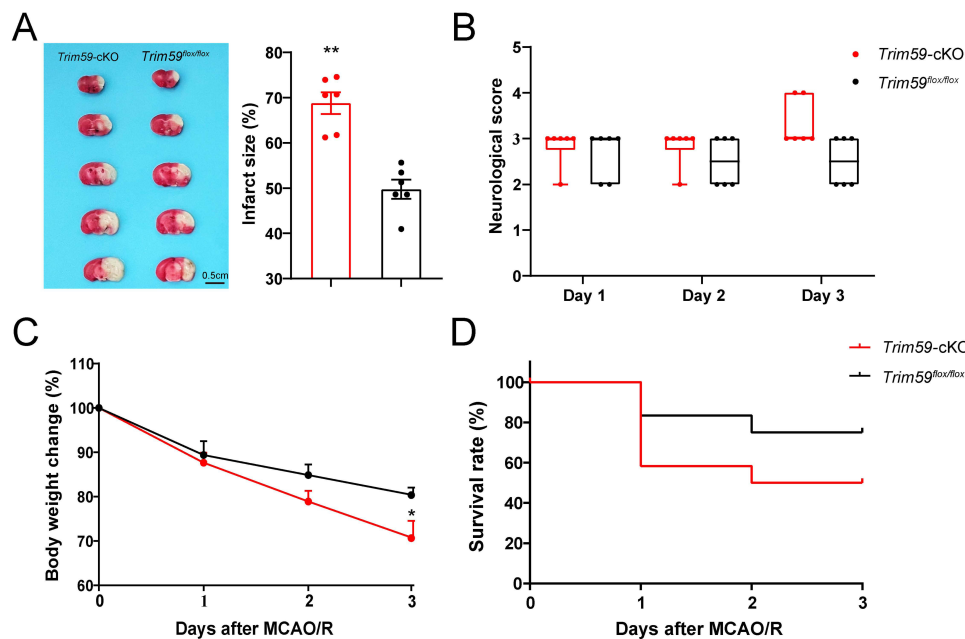 A
Trim59-cKO
Trim59flox/flox
0.5cm
Infarct size (%)
80
70
60
50
40
30
**
B
Neurological score
5
4
3
2
1
0
Day 1
Day 2
Day 3
Trim59-cKO
Trim59flox/flox
C
Body weight change (%)
110
100
90
80
70
60
*
0
1
2
3
Days after MCAO/R
D
Survival rate (%)
100
80
60
40
20
0
0
1
2
3
Days after MCAO/R
Trim59-cKO
Trim59flox/flox